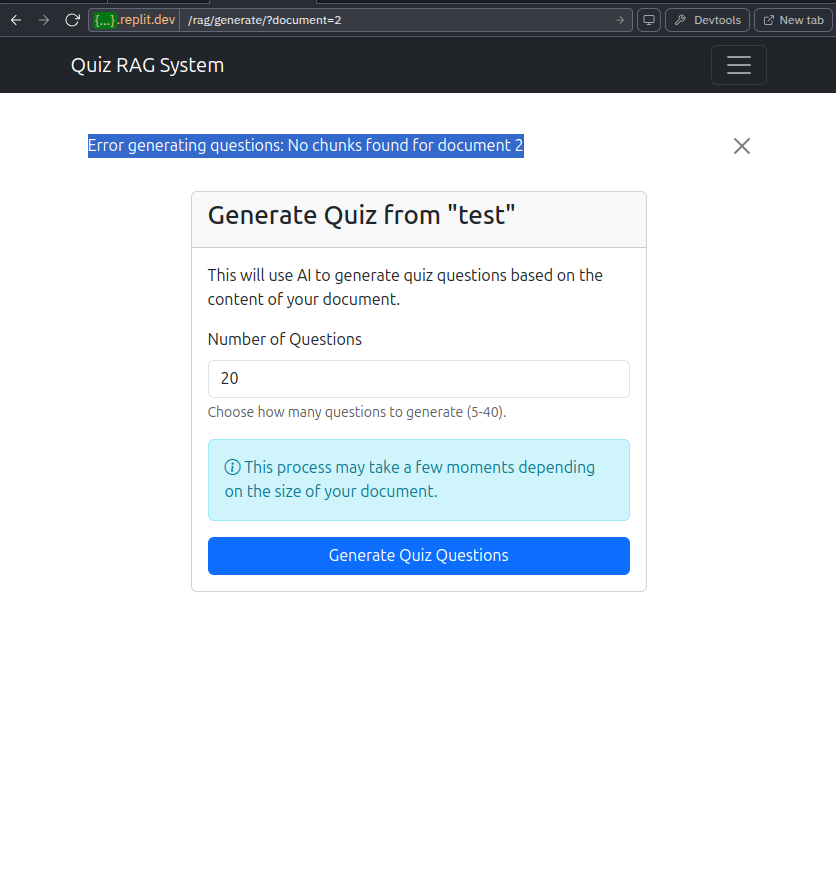 {...}.replit.dev /rag/generate/?document=2 Devtools New tab
Quiz RAG System
Error generating questions: No chunks found for document 2
Generate Quiz from "test"
This will use AI to generate quiz questions based on the
content of your document.
Number of Questions
20
Choose how many questions to generate (5-40).
This process may take a few moments depending
on the size of your document.
Generate Quiz Questions